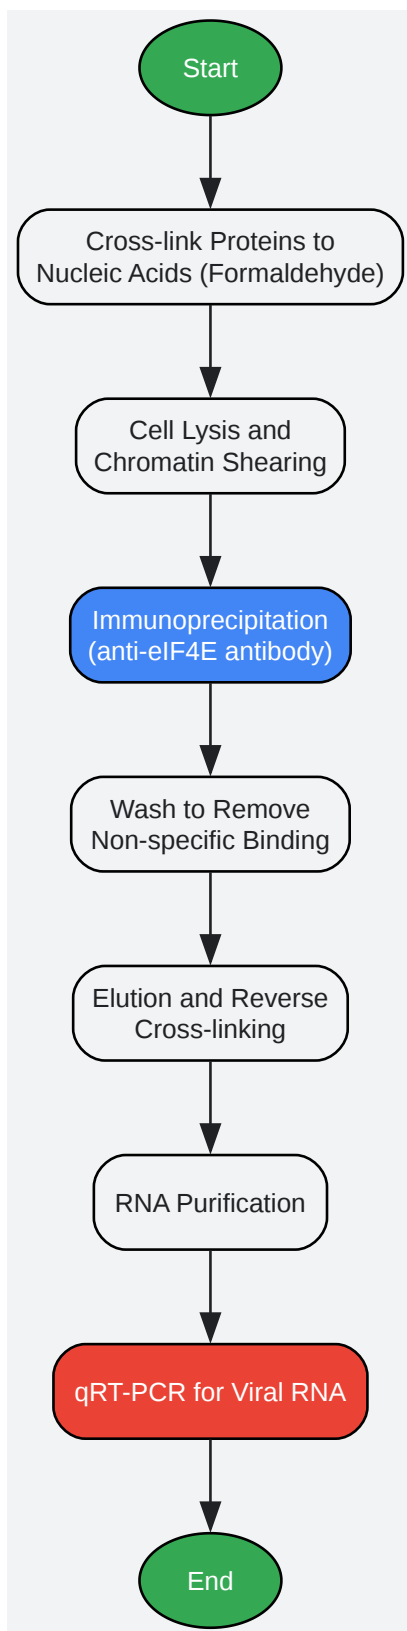 Start
Cross-link Proteins to
Nucleic Acids (Formaldehyde)
Cell Lysis and
Chromatin Shearing
Immunoprecipitation
(anti-eIF4E antibody)
Wash to Remove
Non-specific Binding
Elution and Reverse
Cross-linking
RNA Purification
qRT-PCR for Viral RNA
End